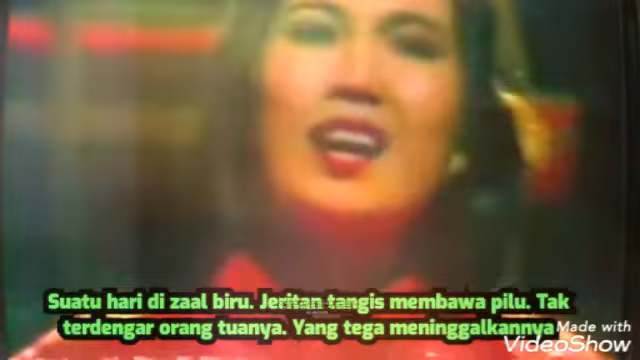 Suatu hari di zaal biru. Jeritan tangis membawa pilu. Tak
terdengar orang tuanya. Yang tega meninggalkannya
Made with
VideoShow